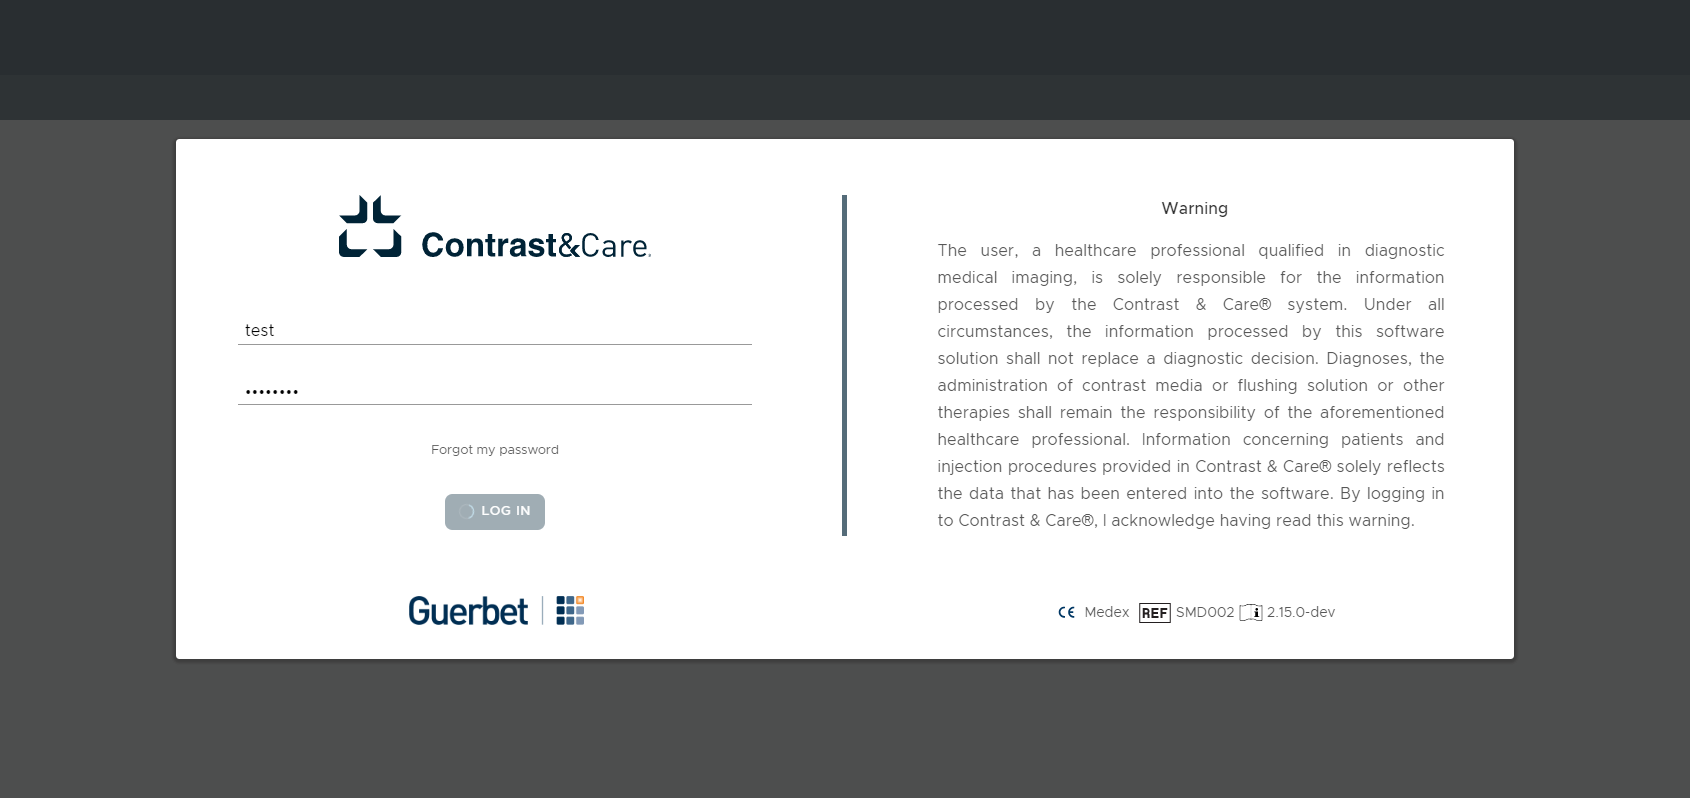 Contrast&Care®
test
••••••••
Forgot my password
LOG IN
Guerbet
Warning
The user, a healthcare professional qualified in diagnostic
medical imaging, is solely responsible for the information
processed by the Contrast & Care® system. Under all
circumstances, the information processed by this software
solution shall not replace a diagnostic decision. Diagnoses, the
administration of contrast media or flushing solution or other
therapies shall remain the responsibility of the aforementioned
healthcare professional. Information concerning patients and
injection procedures provided in Contrast & Care® solely reflects
the data that has been entered into the software. By logging in
to Contrast & Care®, I acknowledge having read this warning.
CE Medex REF SMD002 i 2.15.0-dev